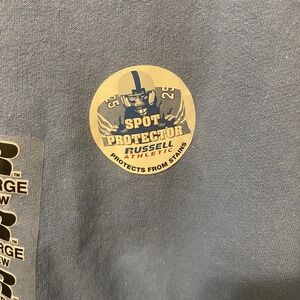 25 25
SPOT
PROTECTOR
RUSSELL
ATHLETIC
PROTECTS FROM STAINS